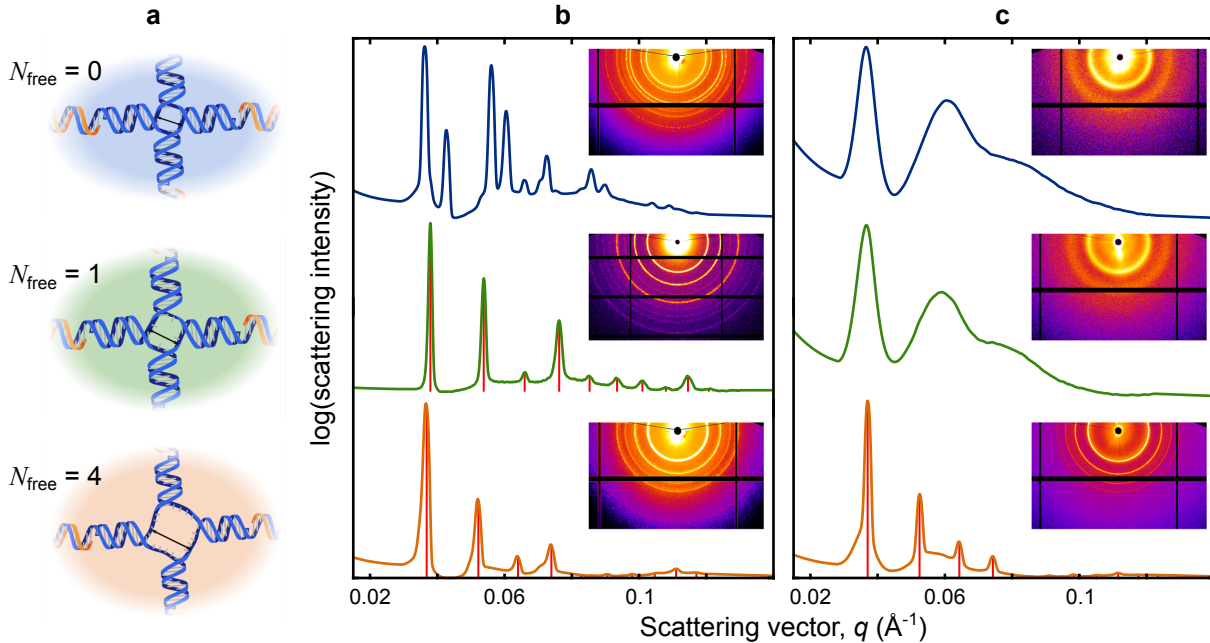 a
b
c
N_free = 0
N_free = 1
N_free = 4
log(scattering intensity)
0.02
0.06
0.1
0.02
0.06
0.1
Scattering vector, q (Å⁻¹)